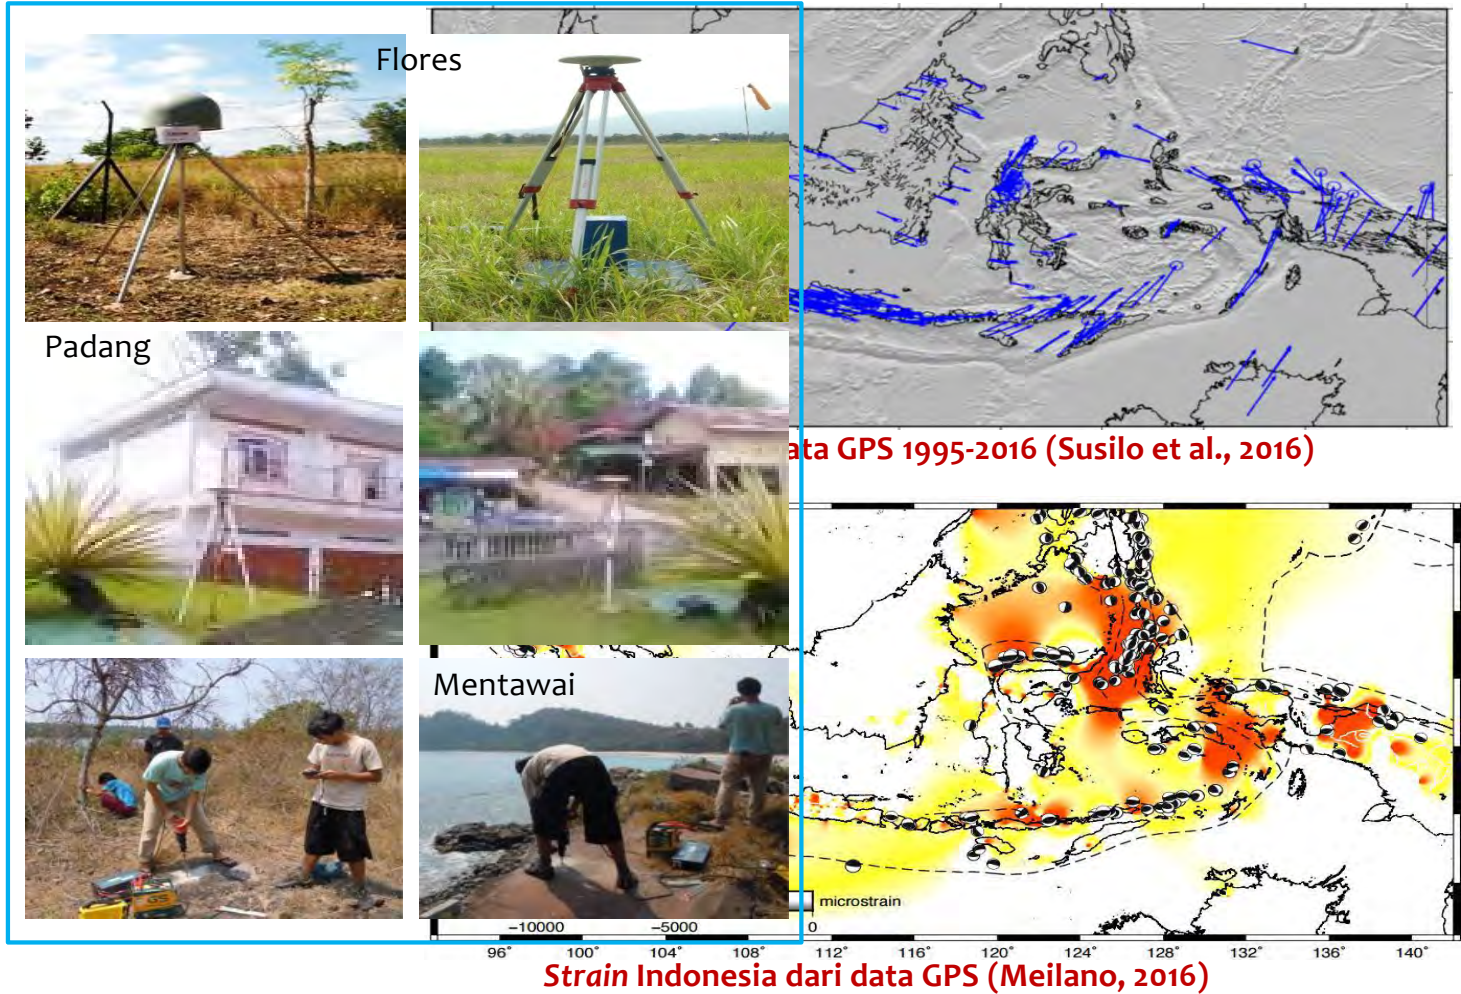 Flores
Padang
ata GPS 1995-2016 (Susilo et al., 2016)
Mentawai
microstrain
−10000 −5000 0
96° 100° 104° 108° 112° 116° 120° 124° 128° 132° 136° 140°
Strain Indonesia dari data GPS (Meilano, 2016)